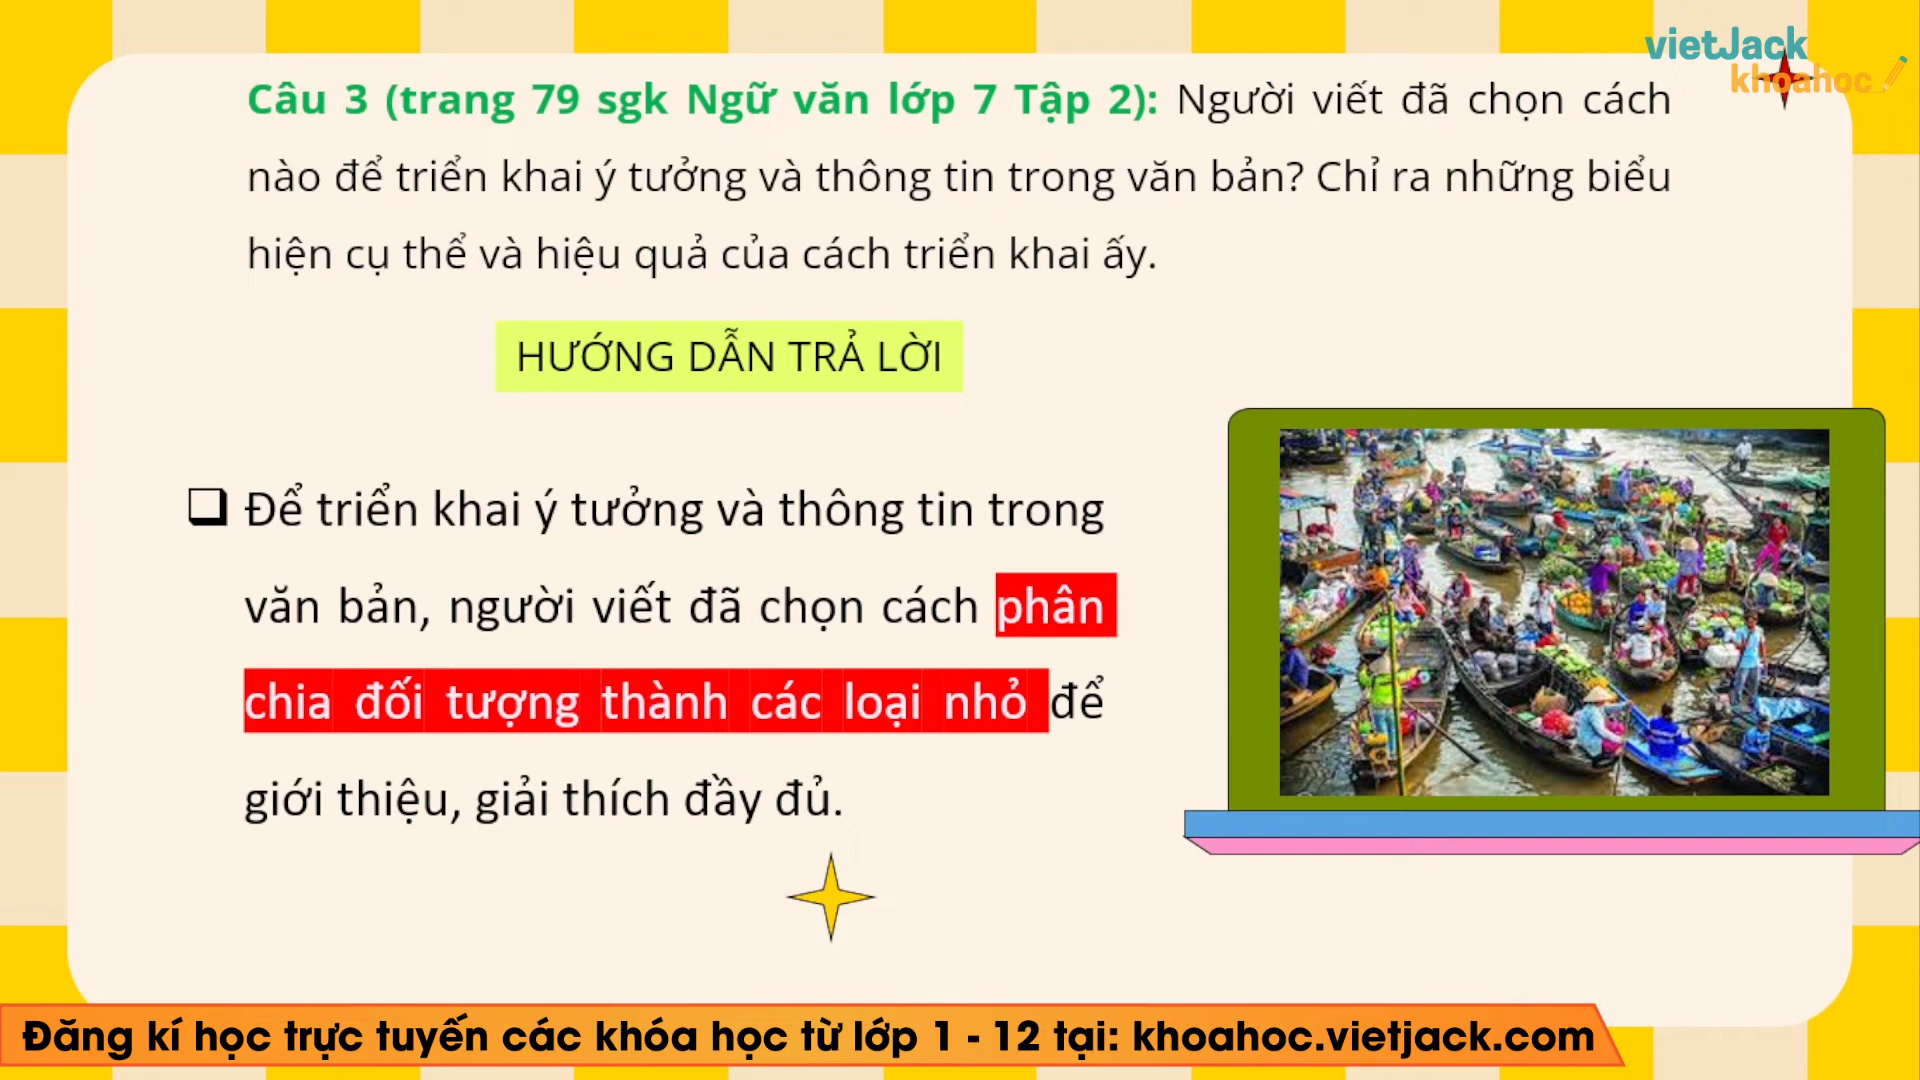 vietJack
khoahoc
Câu 3 (trang 79 sgk Ngữ văn lớp 7 Tập 2): Người viết đã chọn cách
nào để triển khai ý tưởng và thông tin trong văn bản? Chỉ ra những biểu
hiện cụ thể và hiệu quả của cách triển khai ấy.
HƯỚNG DẪN TRẢ LỜI
Để triển khai ý tưởng và thông tin trong
văn bản, người viết đã chọn cách phân
chia đối tượng thành các loại nhỏ để
giới thiệu, giải thích đầy đủ.
Đăng kí học trực tuyến các khóa học từ lớp 1 - 12 tại: khoahoc.vietjack.com